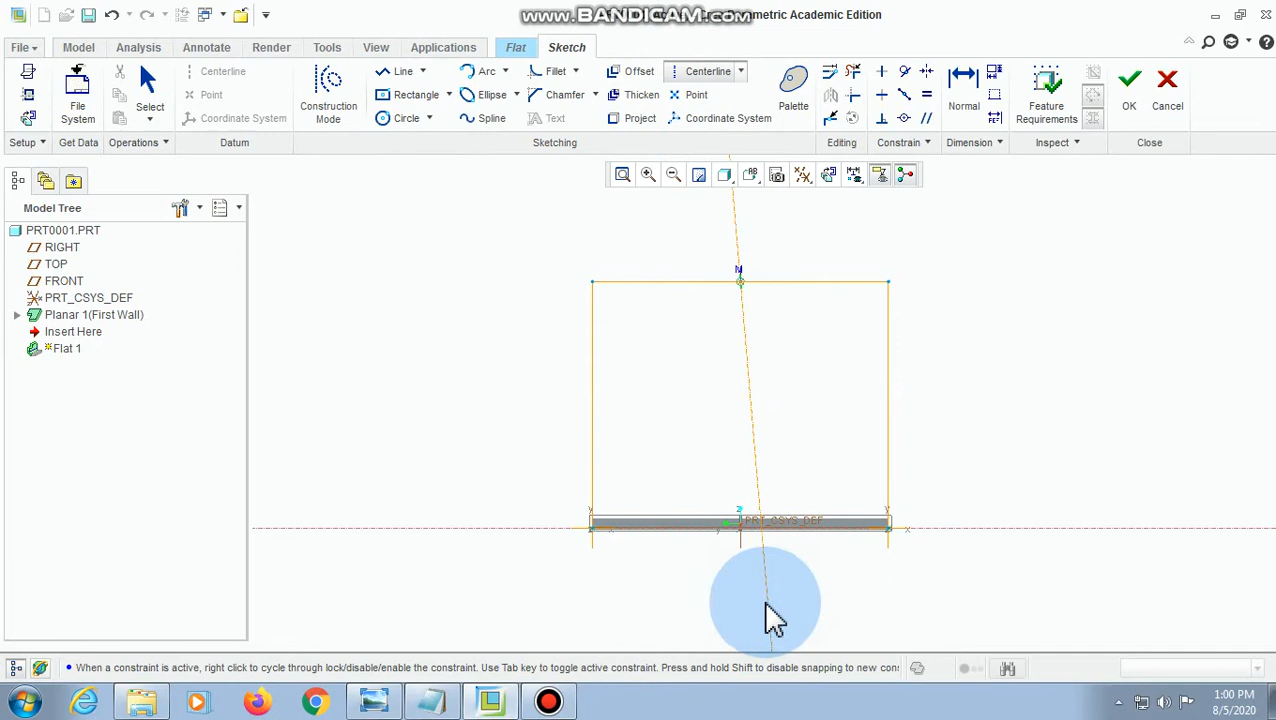 www.BANDICAM.com
metric Academic Edition
File
Model
Analysis
Annotate
Render
Tools
View
Applications
Flat
Sketch
Setup
File System
Get Data
Select
Operations
Centerline
Point
Coordinate System
Datum
Construction Mode
Line
Arc
Fillet
Offset
Centerline
Rectangle
Ellipse
Chamfer
Thicken
Point
Circle
Spline
Text
Project
Coordinate System
Sketching
Palette
Editing
Constrain
Normal
Dimension
Feature Requirements
Inspect
OK
Cancel
Close
Model Tree
PRT0001.PRT
RIGHT
TOP
FRONT
PRT_CSYS_DEF
Planar 1(First Wall)
Insert Here
Flat 1
M
PRT_CSYS_DEF
When a constraint is active, right click to cycle through lock/disable/enable the constraint. Use Tab key to toggle active constraint. Press and hold Shift to disable snapping to new cons
1:00 PM
8/5/2020